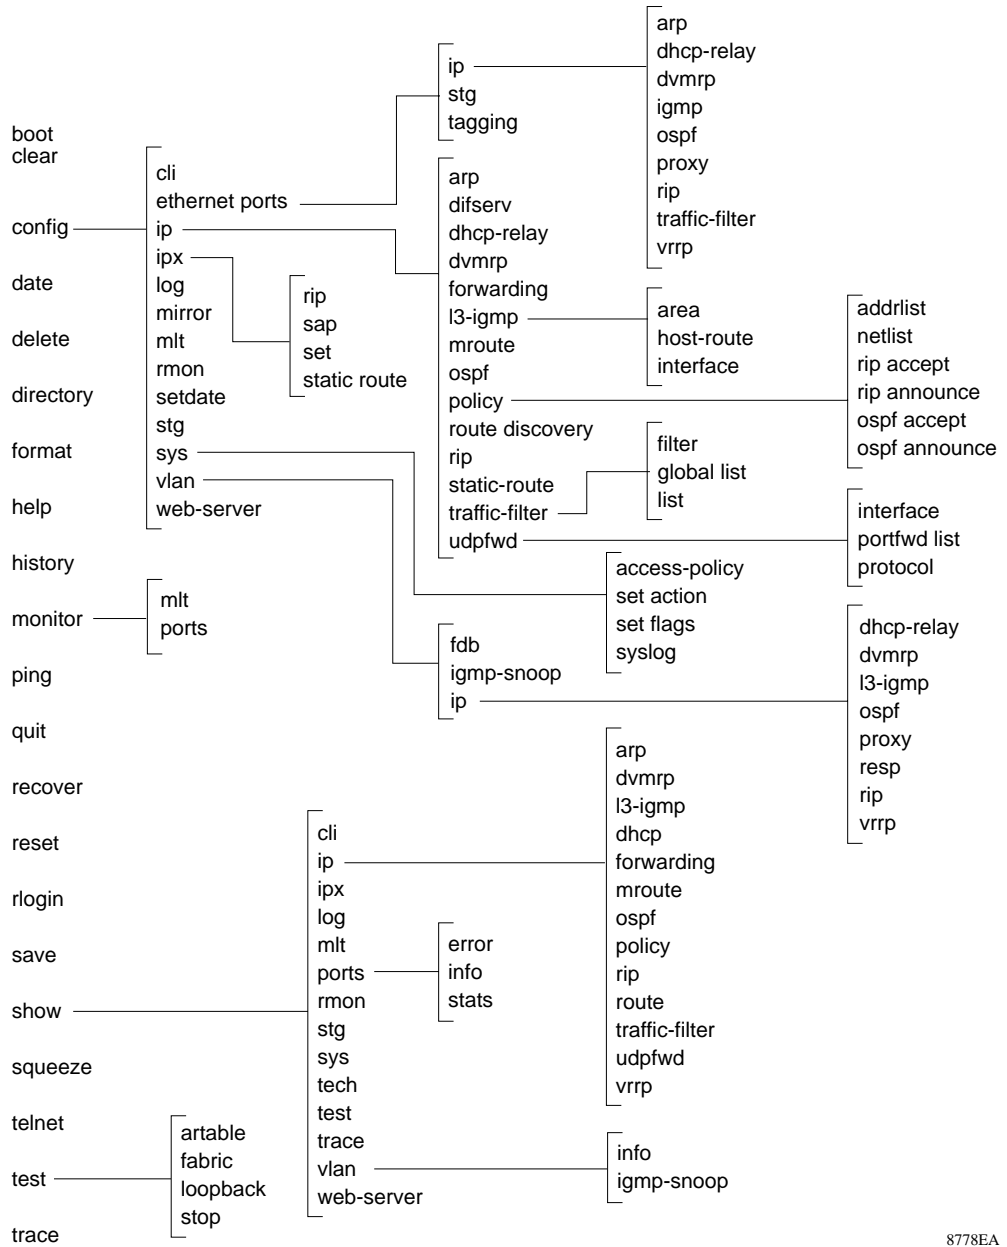 boot
clear
config
date
delete
directory
format
help
history
monitor
ping
quit
recover
reset
rlogin
save
show
squeeze
telnet
test
trace
cli
ethernet ports
ip
ipx
log
mirror
mlt
rmon
setdate
stg
sys
vlan
web-server
ip
stg
tagging
arp
dhcp-relay
dvmrp
igmp
ospf
proxy
rip
traffic-filter
vrrp
arp
difserv
dhcp-relay
dvmrp
forwarding
l3-igmp
mroute
ospf
policy
route discovery
rip
static-route
traffic-filter
udpfwd
rip
sap
set
static route
area
host-route
interface
addrlist
netlist
rip accept
rip announce
ospf accept
ospf announce
filter
global list
list
interface
portfwd list
protocol
access-policy
set action
set flags
syslog
fdb
igmp-snoop
ip
dhcp-relay
dvmrp
l3-igmp
ospf
proxy
resp
rip
vrrp
mlt
ports
cli
ip
ipx
log
mlt
ports
rmon
stg
sys
tech
test
trace
vlan
web-server
arp
dvmrp
l3-igmp
dhcp
forwarding
mroute
ospf
policy
rip
route
traffic-filter
udpfwd
vrrp
error
info
stats
info
igmp-snoop
artable
fabric
loopback
stop
8778EA